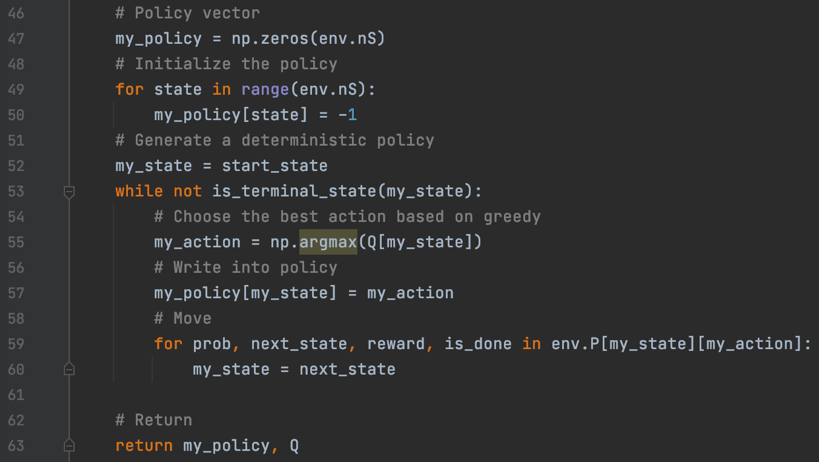 46 # Policy vector
47 my_policy = np.zeros(env.nS)
48 # Initialize the policy
49 for state in range(env.nS):
50 my_policy[state] = -1
51 # Generate a deterministic policy
52 my_state = start_state
53 while not is_terminal_state(my_state):
54 # Choose the best action based on greedy
55 my_action = np.argmax(Q[my_state])
56 # Write into policy
57 my_policy[my_state] = my_action
58 # Move
59 for prob, next_state, reward, is_done in env.P[my_state][my_action]:
60 my_state = next_state
61
62 # Return
63 return my_policy, Q